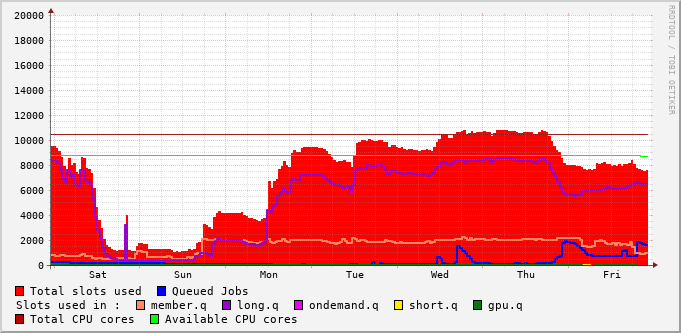 RRDTOOL / TOBI OETIKER
20000
18000
16000
14000
12000
10000
8000
6000
4000
2000
0
Sat Sun Mon Tue Wed Thu Fri
Total slots used Queued Jobs
Slots used in : member.q long.q ondemand.q short.q gpu.q
Total CPU cores Available CPU cores